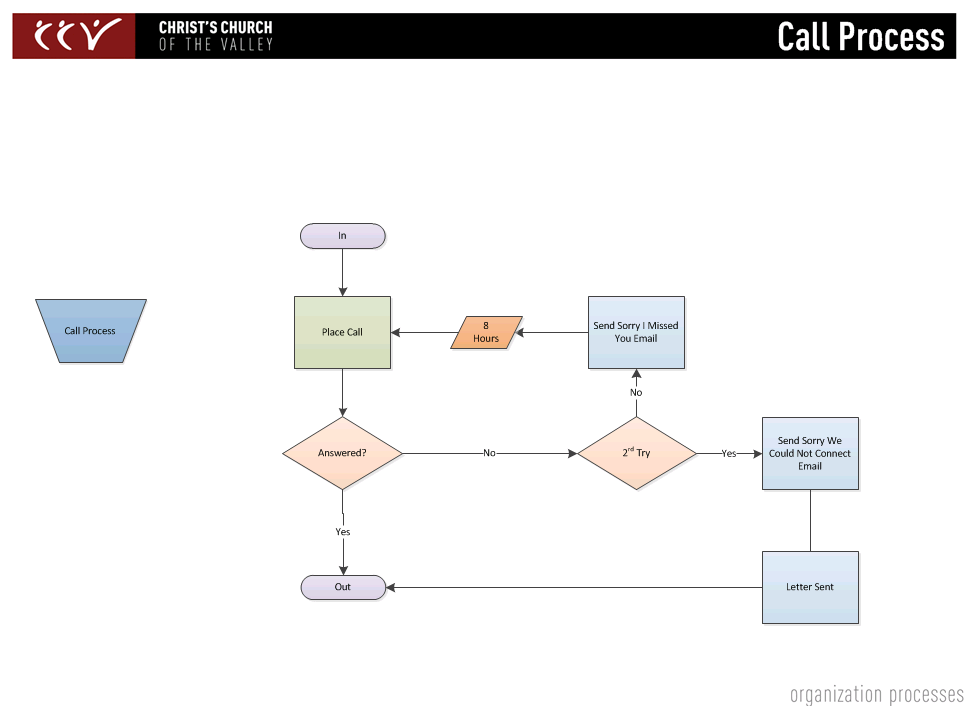 CCV
CHRIST'S CHURCH
OF THE VALLEY
Call Process
In
Call Process
Place Call
8
Hours
Send Sorry I Missed
You Email
No
Answered?
No
2rd Try
Yes
Send Sorry We
Could Not Connect
Email
Yes
Out
Letter Sent
organization processes